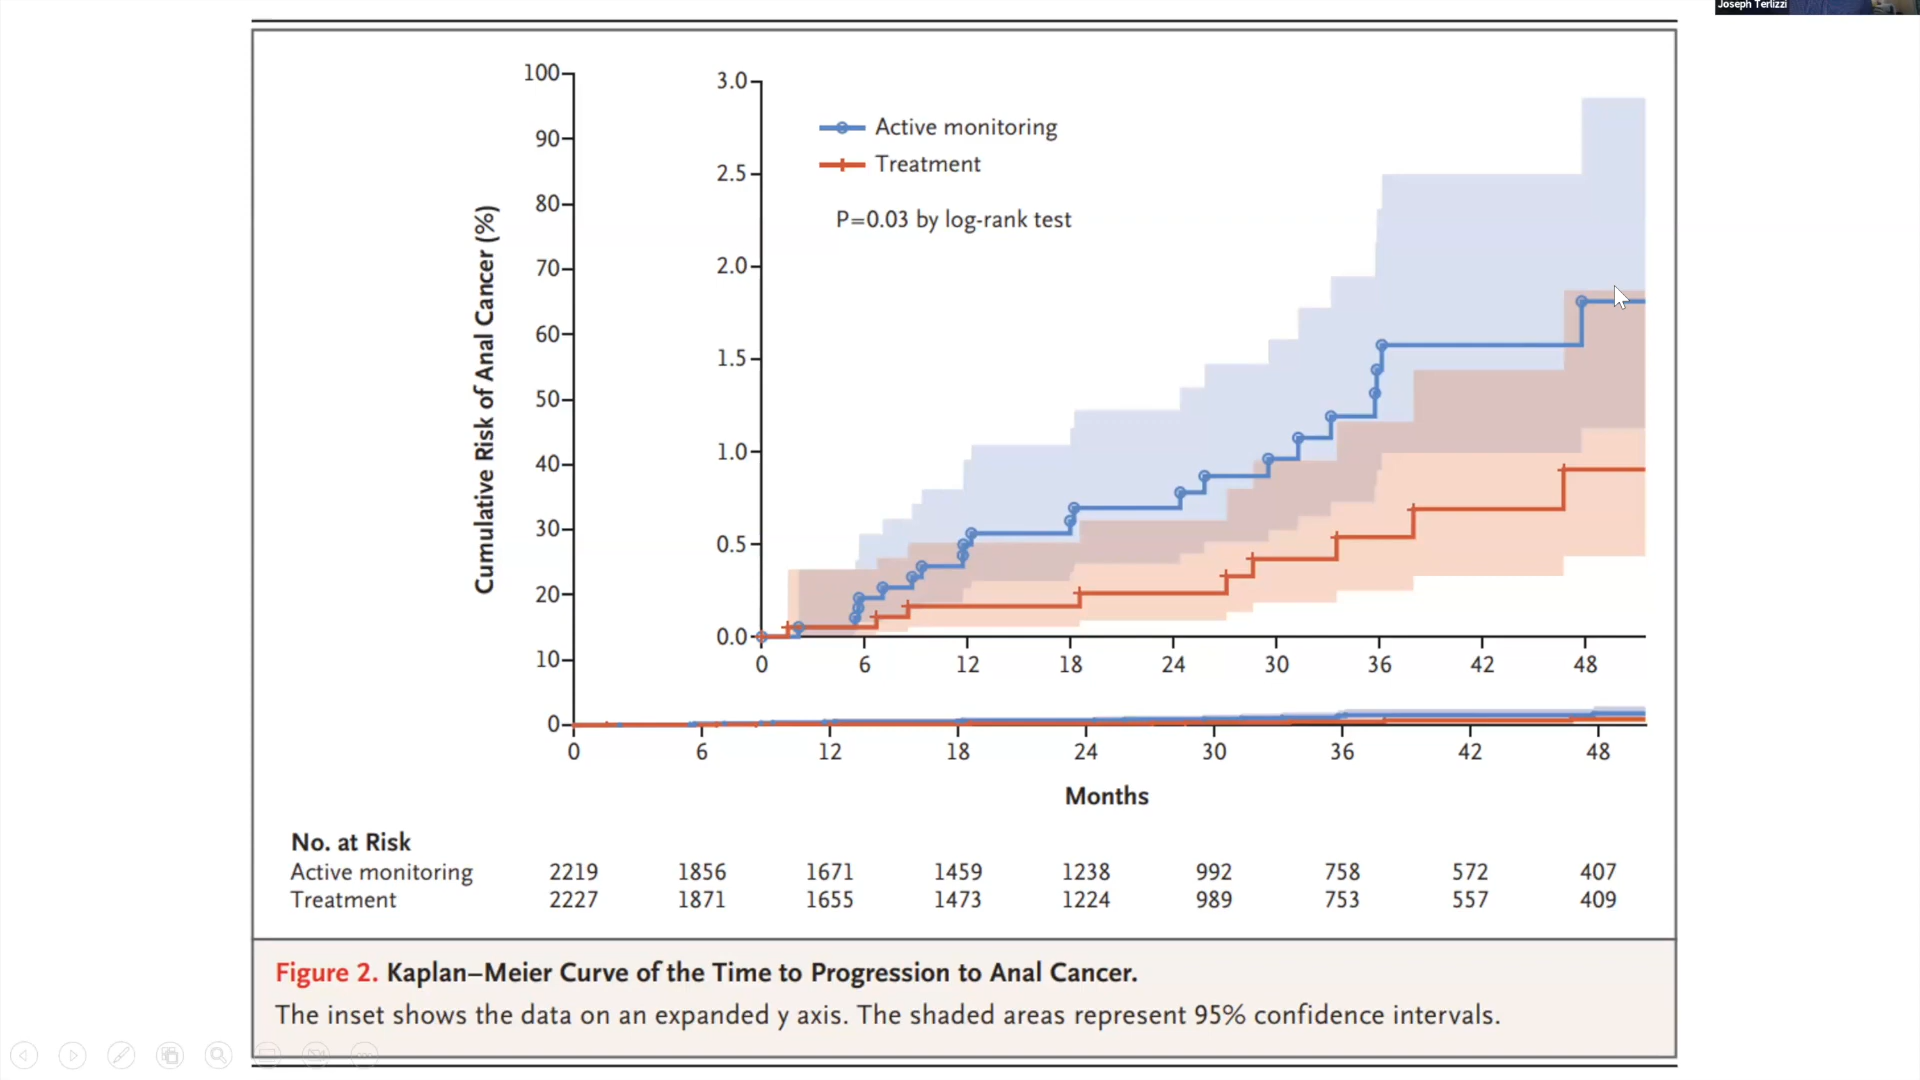 Joseph Terlizzi
100
90
80
70
60
50
40
30
20
10
0
Cumulative Risk of Anal Cancer (%)
3.0
2.5
2.0
1.5
1.0
0.5
0.0
Active monitoring
Treatment
P=0.03 by log-rank test
0 6 12 18 24 30 36 42 48
0 6 12 18 24 30 36 42 48
Months
No. at Risk
Active monitoring 2219 1856 1671 1459 1238 992 758 572 407
Treatment 2227 1871 1655 1473 1224 989 753 557 409
Figure 2. Kaplan–Meier Curve of the Time to Progression to Anal Cancer.
The inset shows the data on an expanded y axis. The shaded areas represent 95% confidence intervals.